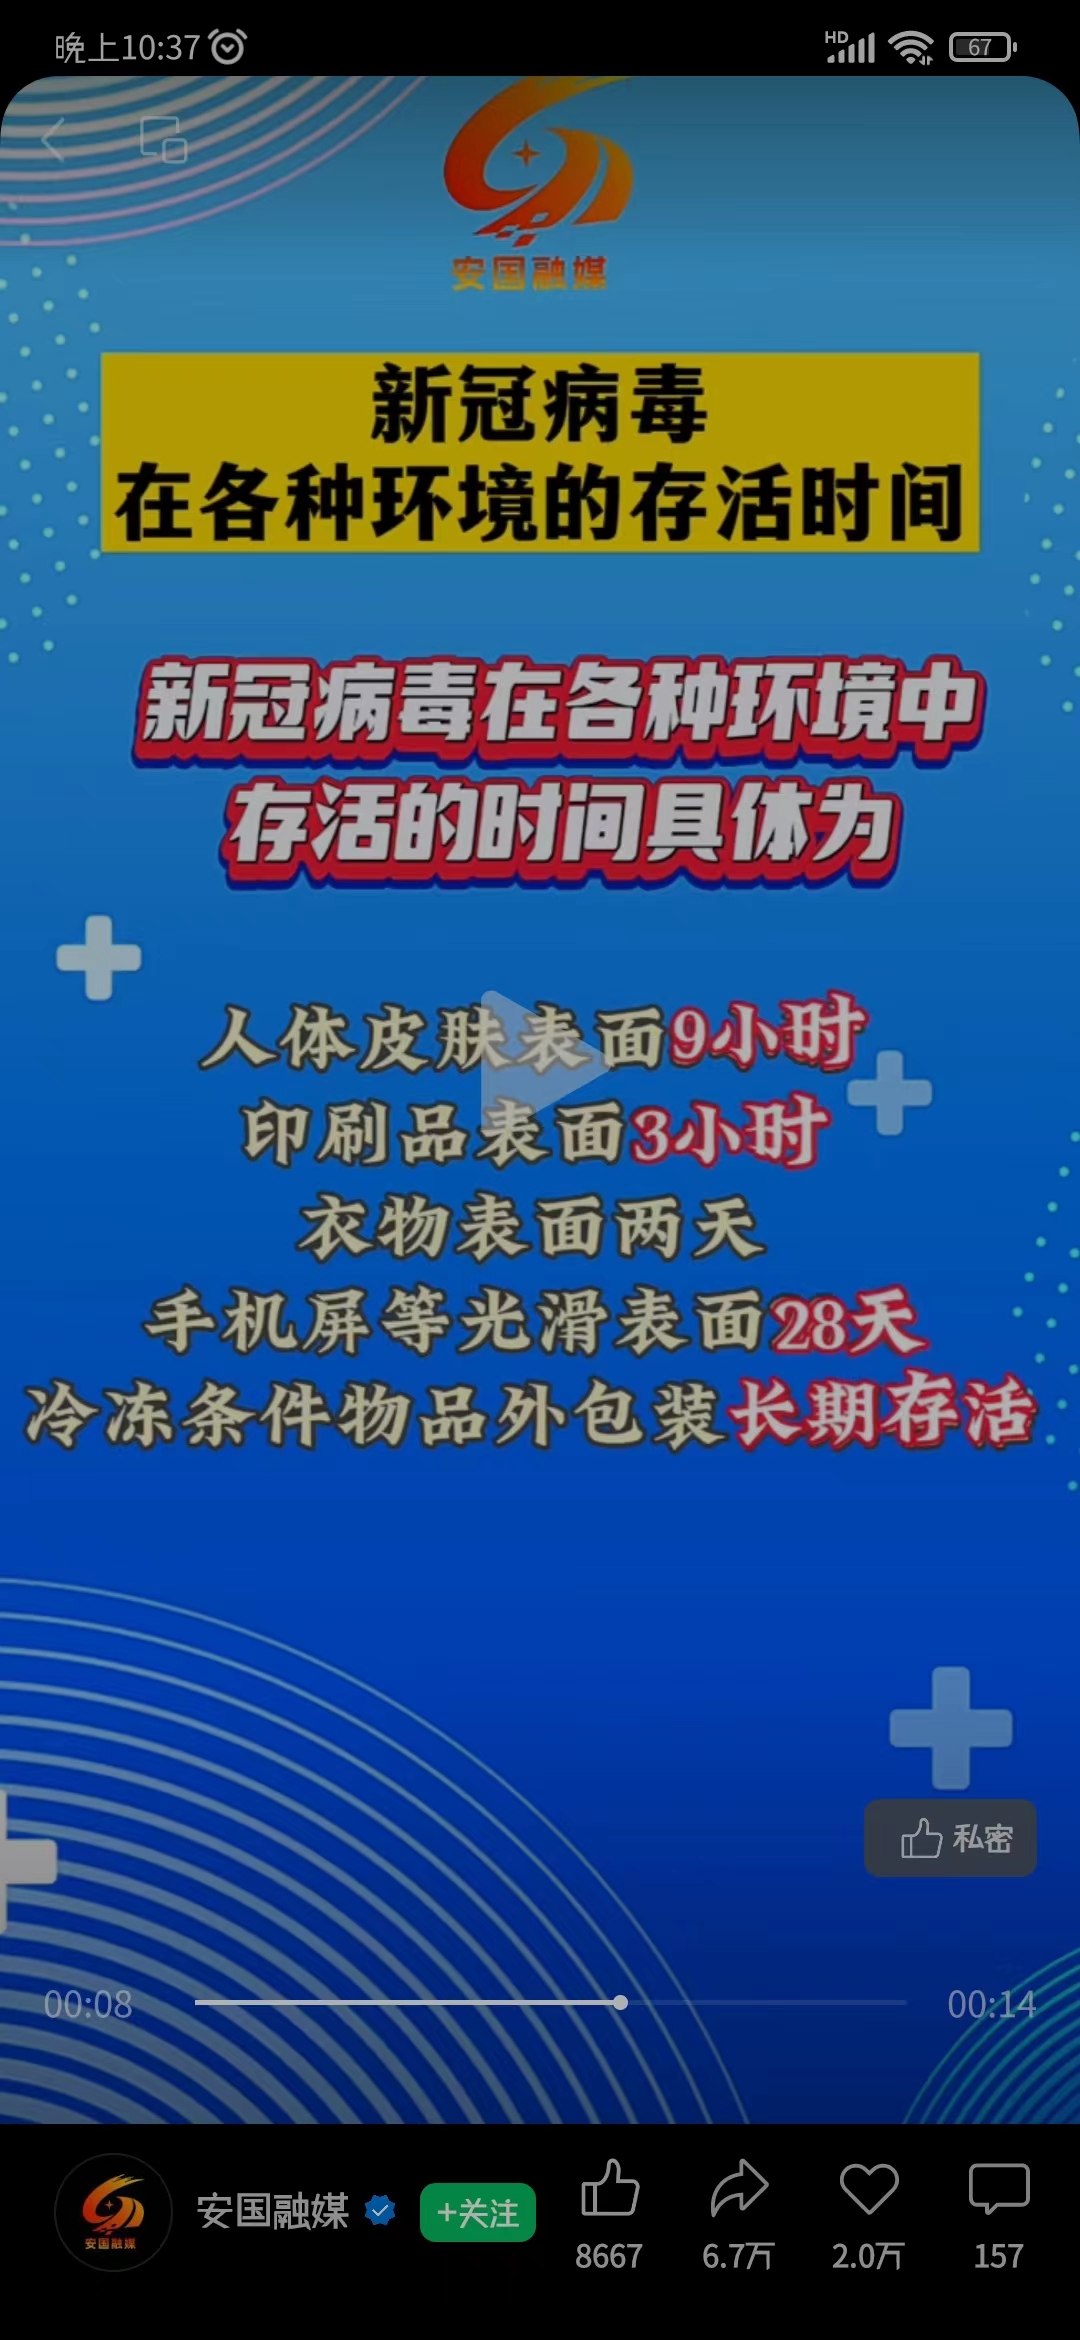 晚上10:37
HD
67
安国融媒
新冠病毒
在各种环境的存活时间
新冠病毒在各种环境中
存活的时间具体为
人体皮肤表面9小时
印刷品表面3小时
衣物表面两天
手机屏等光滑表面28天
冷冻条件物品外包装长期存活
私密
00:08
00:14
安国融媒
安国融媒
+关注
8667
6.7万
2.0万
157